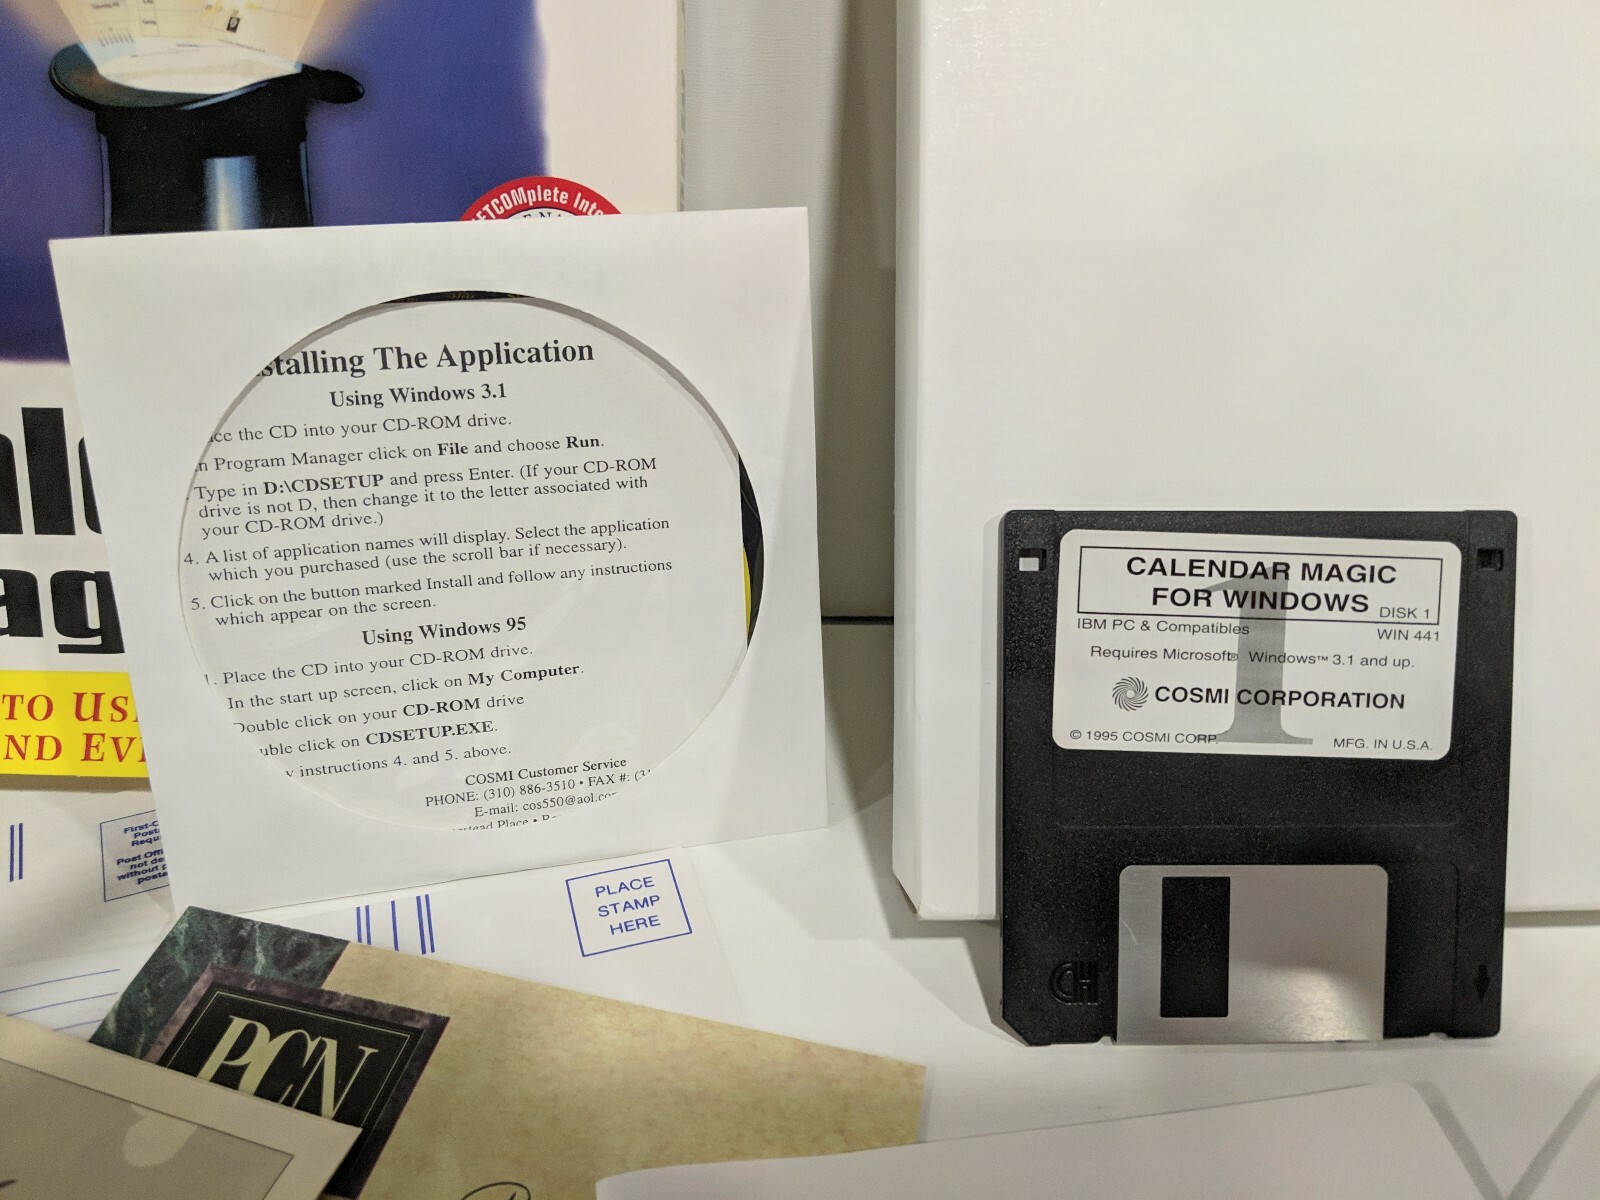 Installing The Application
Using Windows 3.1
the CD into your CD-ROM drive.
Program Manager click on File and choose Run.
Type in D:\CDSETUP and press Enter. (If your CD-ROM
drive is not D, then change it to the letter associated with
your CD-ROM drive.)
4. A list of application names will display. Select the application
which you purchased (use the scroll bar if necessary).
5. Click on the button marked Install and follow any instructions
which appear on the screen.
Using Windows 95
1. Place the CD into your CD-ROM drive.
In the start up screen, click on My Computer.
Double click on your CD-ROM drive
click on CDSETUP.EXE.
instructions 4. and 5. above.
COSMI Customer Service
PHONE: (310) 886-3510 • FAX #:
E-mail: cos550@aol.
Place •
TO
PLACE
STAMP
HERE
PCN
CALENDAR MAGIC
FOR WINDOWS DISK 1
IBM PC & Compatibles WIN 441
Requires Microsoft® Windows™ 3.1 and up.
COSMI CORPORATION
© 1995 COSMI CORP. MFG. IN U.S.A.
1
CH